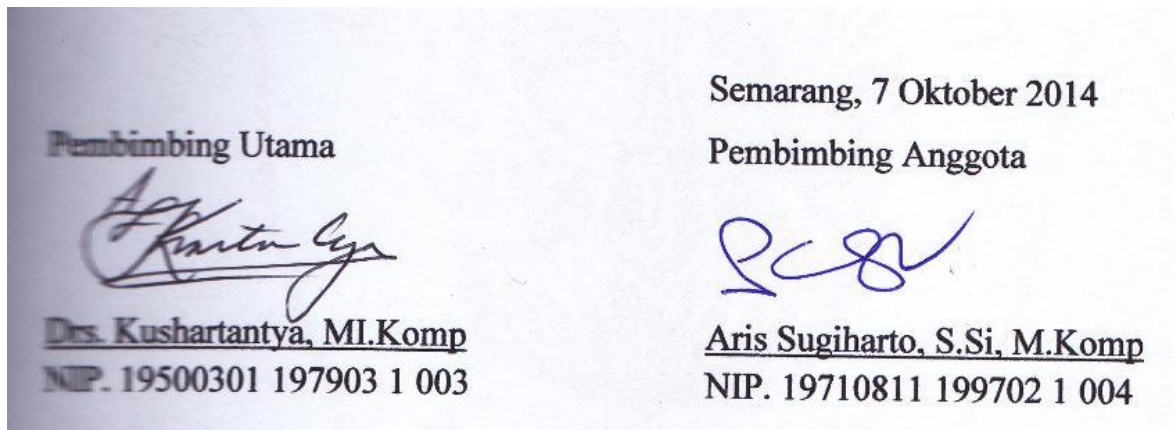 Semarang, 7 Oktober 2014
Pembimbing Utama
Pembimbing Anggota
Drs. Kushartantya, MI.Komp
Aris Sugiharto, S.Si, M.Komp
NIP. 19500301 197903 1 003
NIP. 19710811 199702 1 004